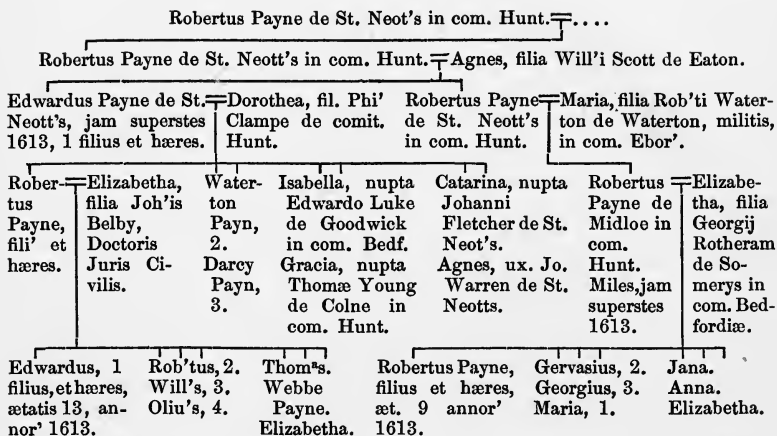 Robertus Payne de St. Neot's in com. Hunt.=....
Robertus Payne de St. Neott's in com. Hunt.=Agnes, filia Will'i Scott de Eaton.
Edwardus Payne de St.=Dorothea, fil. Phi'
Neott's, jam superstes Clampe de comit.
1613, 1 filius et hæres. Hunt.
Robertus Payne=Maria, filia Rob'ti Water-
de St. Neott's ton de Waterton, militis,
in com. Hunt. in com. Ebor'.
Rober-=Elizabetha,
tus filia Joh'is
Payne, Belby,
fili' et Doctoris
hæres. Juris Ci-
vilis.
Water-
ton
Payn,
2.
Darcy
Payn,
3.
Isabella, nupta
Edwardo Luke
de Goodwick
in com. Bedf.
Gracia, nupta
Thomæ Young
de Colne in
com. Hunt.
Catarina, nupta
Johanni
Fletcher de St.
Neot's.
Agnes, ux. Jo.
Warren de St.
Neotts.
Robertus=Elizabe-
Payne de tha, filia
Midloe in Georgij
com. Rotheram
Hunt. de So-
Miles, jam merys in
superstes com. Bed-
1613. fordiæ.
Edwardus, 1
filius, et hæres,
ætatis 13, an-
nor' 1613.
Rob'tus, 2.
Will's, 3.
Oliu's, 4.
Thomⁿs.
Webbe
Payne.
Elizabetha.
Robertus Payne,
filius et hæres,
æt. 9 annor'
1613.
Gervasius, 2.
Georgius, 3.
Maria, 1.
Jana.
Anna.
Elizabetha.